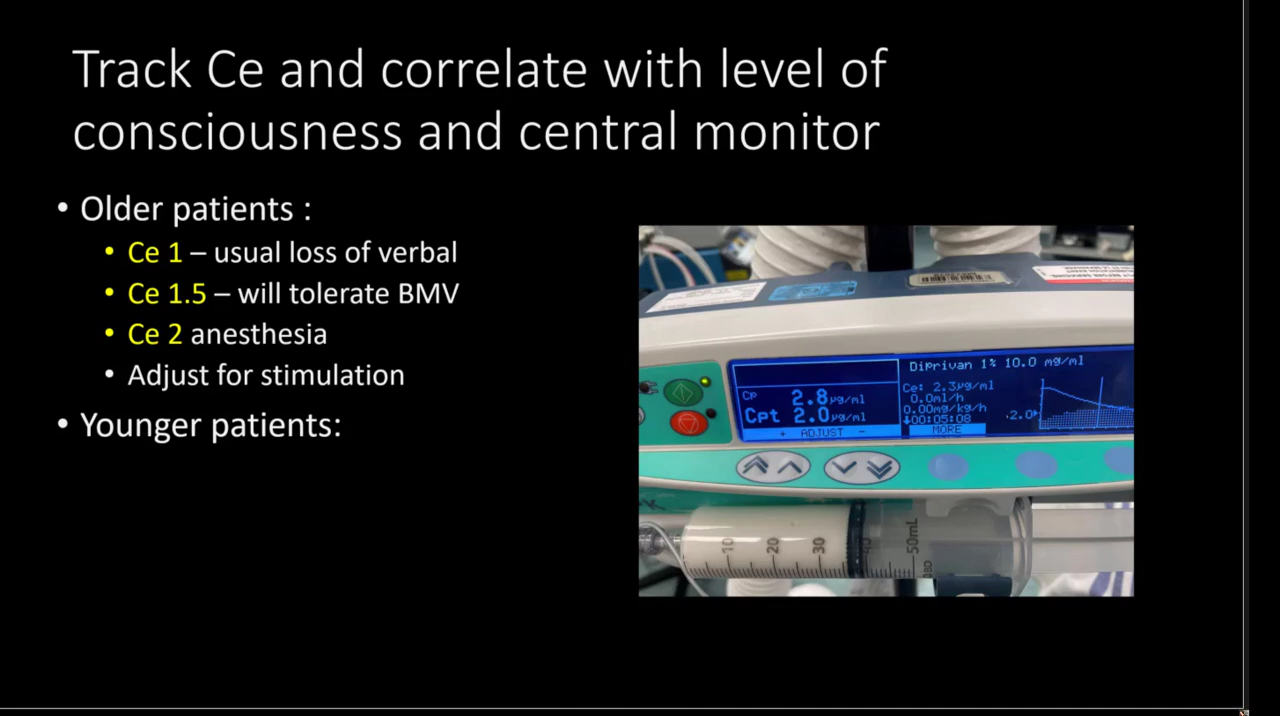 Track Ce and correlate with level of
consciousness and central monitor
• Older patients :
• Ce 1 – usual loss of verbal
• Ce 1.5 – will tolerate BMV
• Ce 2 anesthesia
• Adjust for stimulation
• Younger patients:
Diprivan 1% 10.0 mg/ml
Cp 2.8µg/ml
Cpt 2.0µg/ml
+ ADJUST -
Ce: 2.3µg/ml
0.0ml/h
0.00mg/kg/h
↓00:05:08
MORE
2.0
10
20
30
50mL